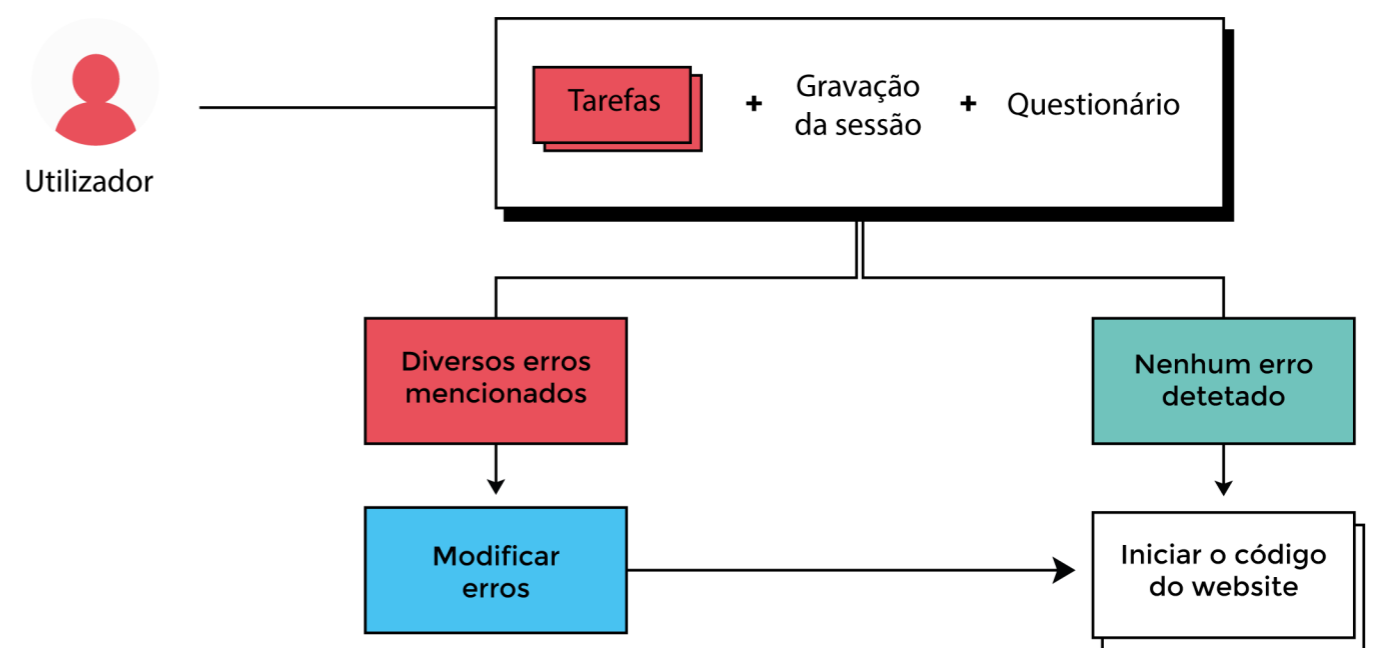 Utilizador
Tarefas + Gravação da sessão + Questionário
Diversos erros
mencionados
Nenhum erro
detetado
Modificar
erros
Iniciar o código
do website